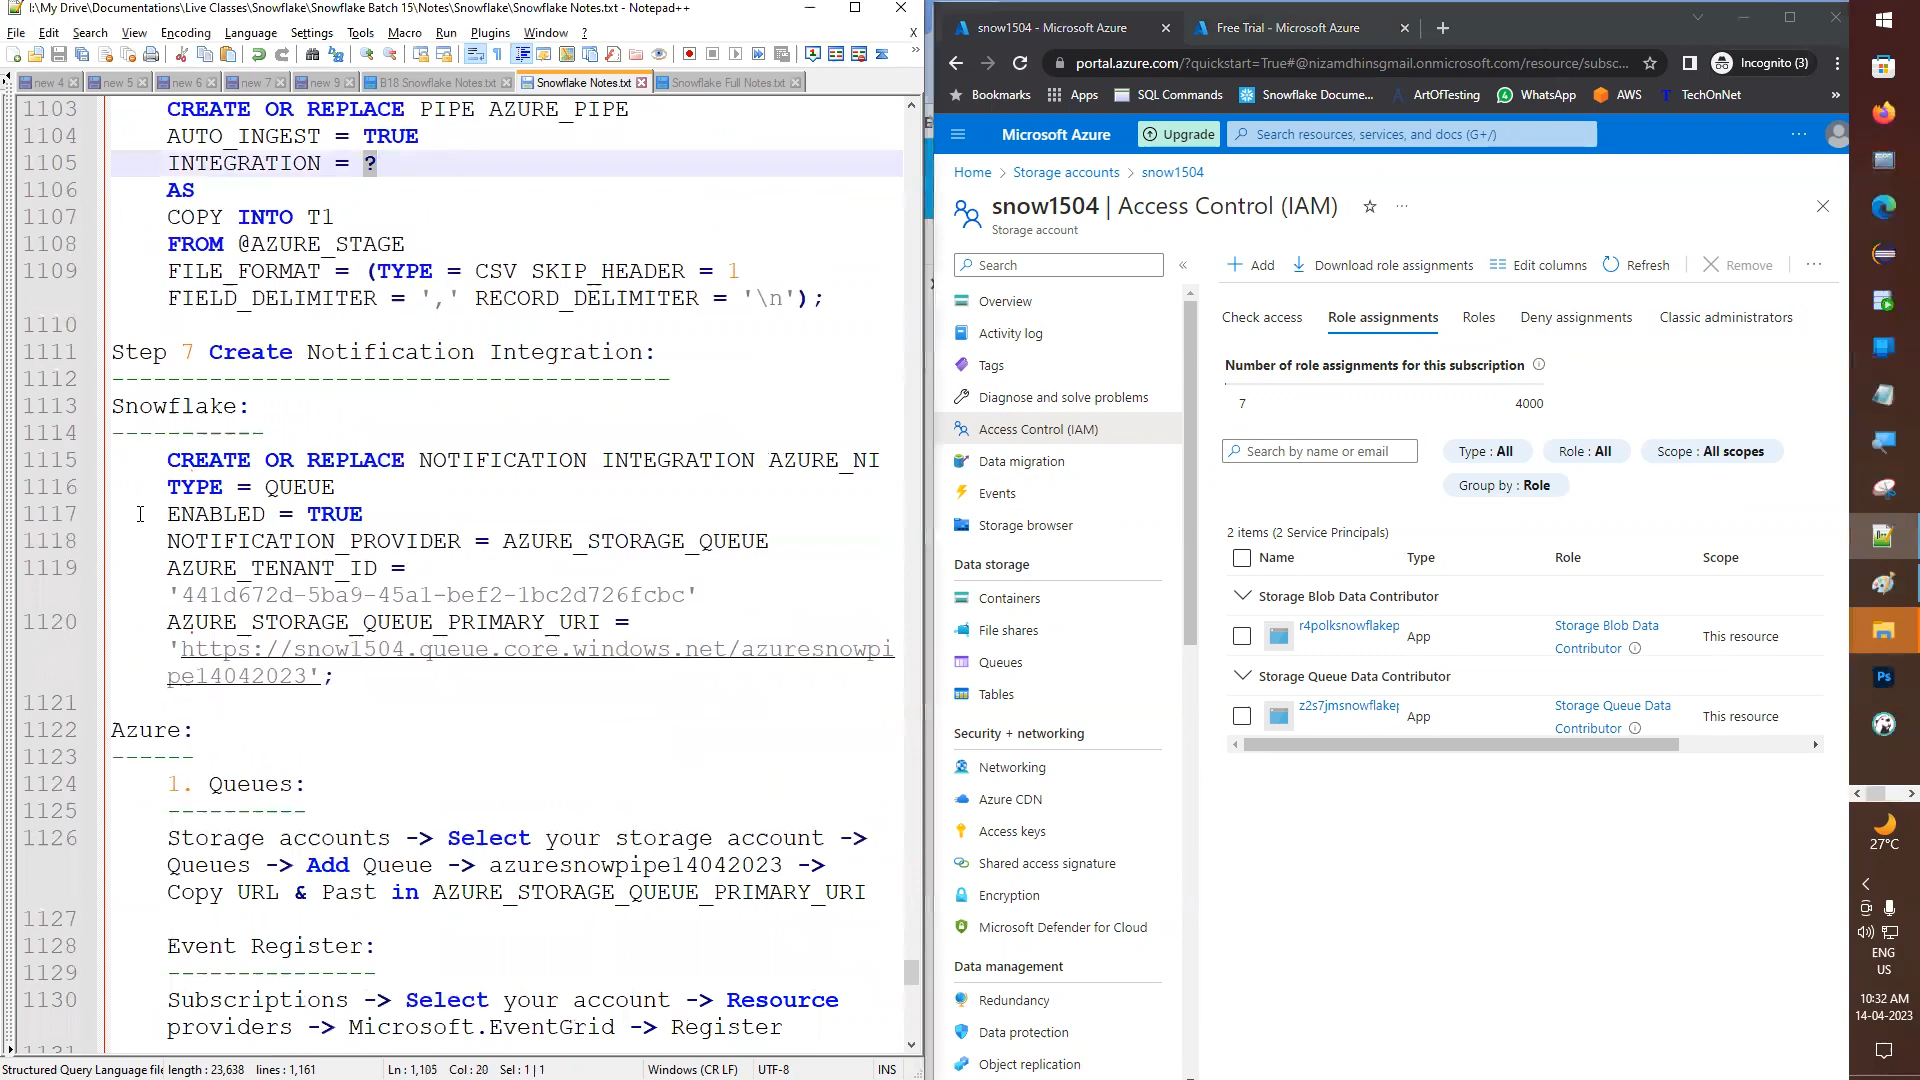 I:\My Drive\Documentations\Live Classes\Snowflake\Snowflake Batch 15\Notes\Snowflake\Snowflake Notes.txt - Notepad++
File Edit Search View Encoding Language Settings Tools Macro Run Plugins Window ? X
new 4 new 5 new 6 new 7 new 9 B18 Snowflake Notes.txt Snowflake Notes.txt Snowflake Full Notes.txt
1103 CREATE OR REPLACE PIPE AZURE_PIPE
1104 AUTO_INGEST = TRUE
1105 INTEGRATION = ?
1106 AS
1107 COPY INTO T1
1108 FROM @AZURE_STAGE
1109 FILE_FORMAT = (TYPE = CSV SKIP_HEADER = 1
FIELD_DELIMITER = ',' RECORD_DELIMITER = '\n');
1110
1111 Step 7 Create Notification Integration:
1112 ----------------------------------------
1113 Snowflake:
1114 -----------
1115 CREATE OR REPLACE NOTIFICATION INTEGRATION AZURE_NI
1116 TYPE = QUEUE
1117 ENABLED = TRUE
1118 NOTIFICATION_PROVIDER = AZURE_STORAGE_QUEUE
1119 AZURE_TENANT_ID =
'441d672d-5ba9-45a1-bef2-1bc2d726fcbc'
1120 AZURE_STORAGE_QUEUE_PRIMARY_URI =
'https://snow1504.queue.core.windows.net/azuresnowpi
pe14042023';
1121
1122 Azure:
1123 ------
1124 1. Queues:
1125 ----------
1126 Storage accounts -> Select your storage account ->
Queues -> Add Queue -> azuresnowpipe14042023 ->
Copy URL & Past in AZURE_STORAGE_QUEUE_PRIMARY_URI
1127
1128 Event Register:
1129 ---------------
1130 Subscriptions -> Select your account -> Resource
providers -> Microsoft.EventGrid -> Register
1131
Structured Query Language file length : 23,638 lines : 1,161 Ln : 1,105 Col : 20 Sel : 1 | 1 Windows (CR LF) UTF-8 INS
snow1504 - Microsoft Azure Free Trial - Microsoft Azure
portal.azure.com/?quickstart=True#@nizamdhinsgmail.onmicrosoft.com/resource/subsc... Incognito (3)
Bookmarks Apps SQL Commands Snowflake Docume... ArtOfTesting WhatsApp AWS TechOnNet »
Microsoft Azure Upgrade Search resources, services, and docs (G+/) ...
Home > Storage accounts > snow1504
snow1504 | Access Control (IAM) ...
Storage account
Search «
Add Download role assignments Edit columns Refresh Remove ...
Overview
Activity log
Tags
Diagnose and solve problems
Access Control (IAM)
Data migration
Events
Storage browser
Data storage
Containers
File shares
Queues
Tables
Security + networking
Networking
Azure CDN
Access keys
Shared access signature
Encryption
Microsoft Defender for Cloud
Data management
Redundancy
Data protection
Object replication
Check access Role assignments Roles Deny assignments Classic administrators
Number of role assignments for this subscription
7 4000
Search by name or email Type : All Role : All Scope : All scopes
Group by : Role
2 items (2 Service Principals)
Name Type Role Scope
Storage Blob Data Contributor
r4polksnowflakep App Storage Blob Data Contributor This resource
Storage Queue Data Contributor
z2s7jmsnowflakep App Storage Queue Data Contributor This resource
Ps
27°C
ENG
US
10:32 AM
14-04-2023